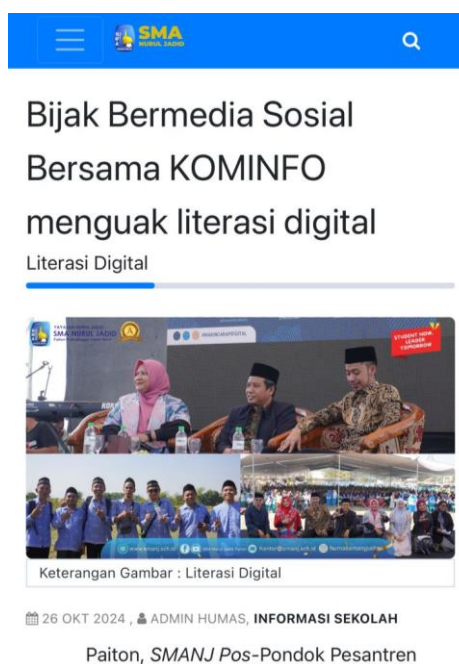 SMA
NURUL JADID
Bijak Bermedia Sosial
Bersama KOMINFO
menguak literasi digital
Literasi Digital
SMA NURUL JADID
#MAKINCAKAPDIGITAL
STUDENT NOW,
LEADER
TOMORROW
Keterangan Gambar : Literasi Digital
26 OKT 2024 , ADMIN HUMAS, INFORMASI SEKOLAH
Paiton, SMANJ Pos-Pondok Pesantren